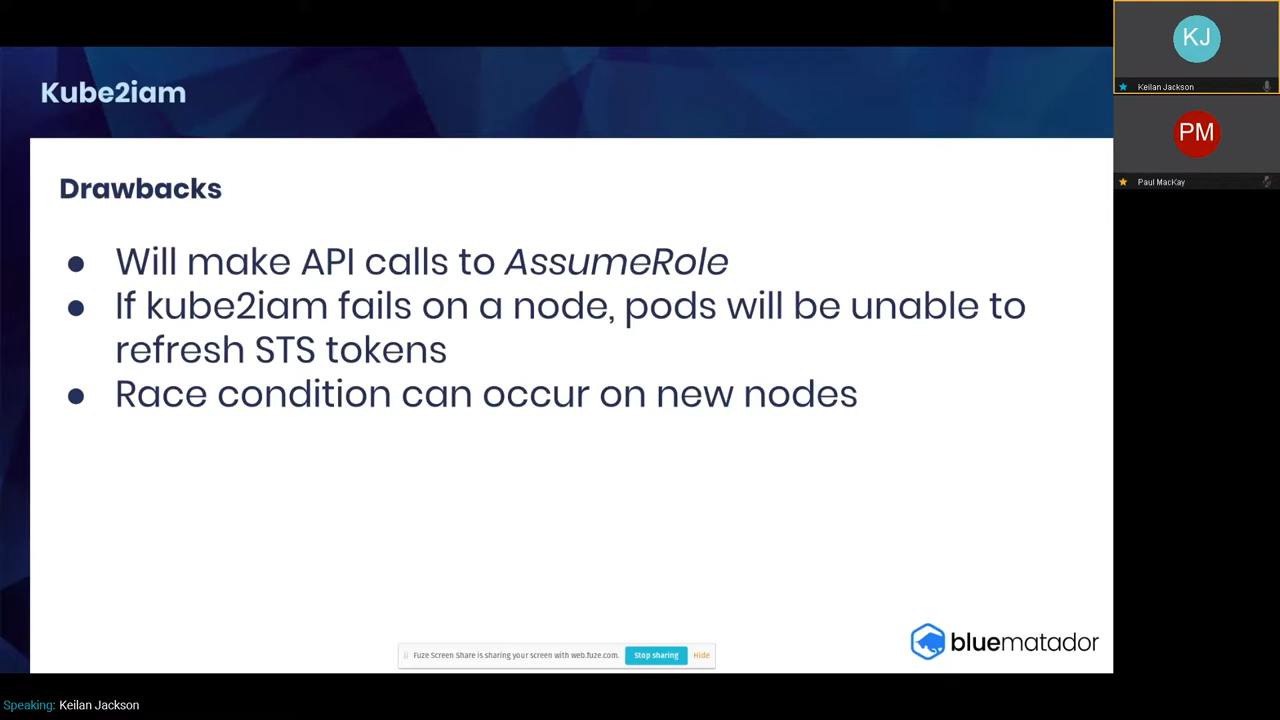 Kube2iam
Drawbacks
● Will make API calls to AssumeRole
● If kube2iam fails on a node, pods will be unable to
refresh STS tokens
● Race condition can occur on new nodes
Fuze Screen Share is sharing your screen with web.fuze.com.
Stop sharing
Hide
bluematador
KJ
Keilan Jackson
PM
Paul MacKay
Speaking: Keilan Jackson